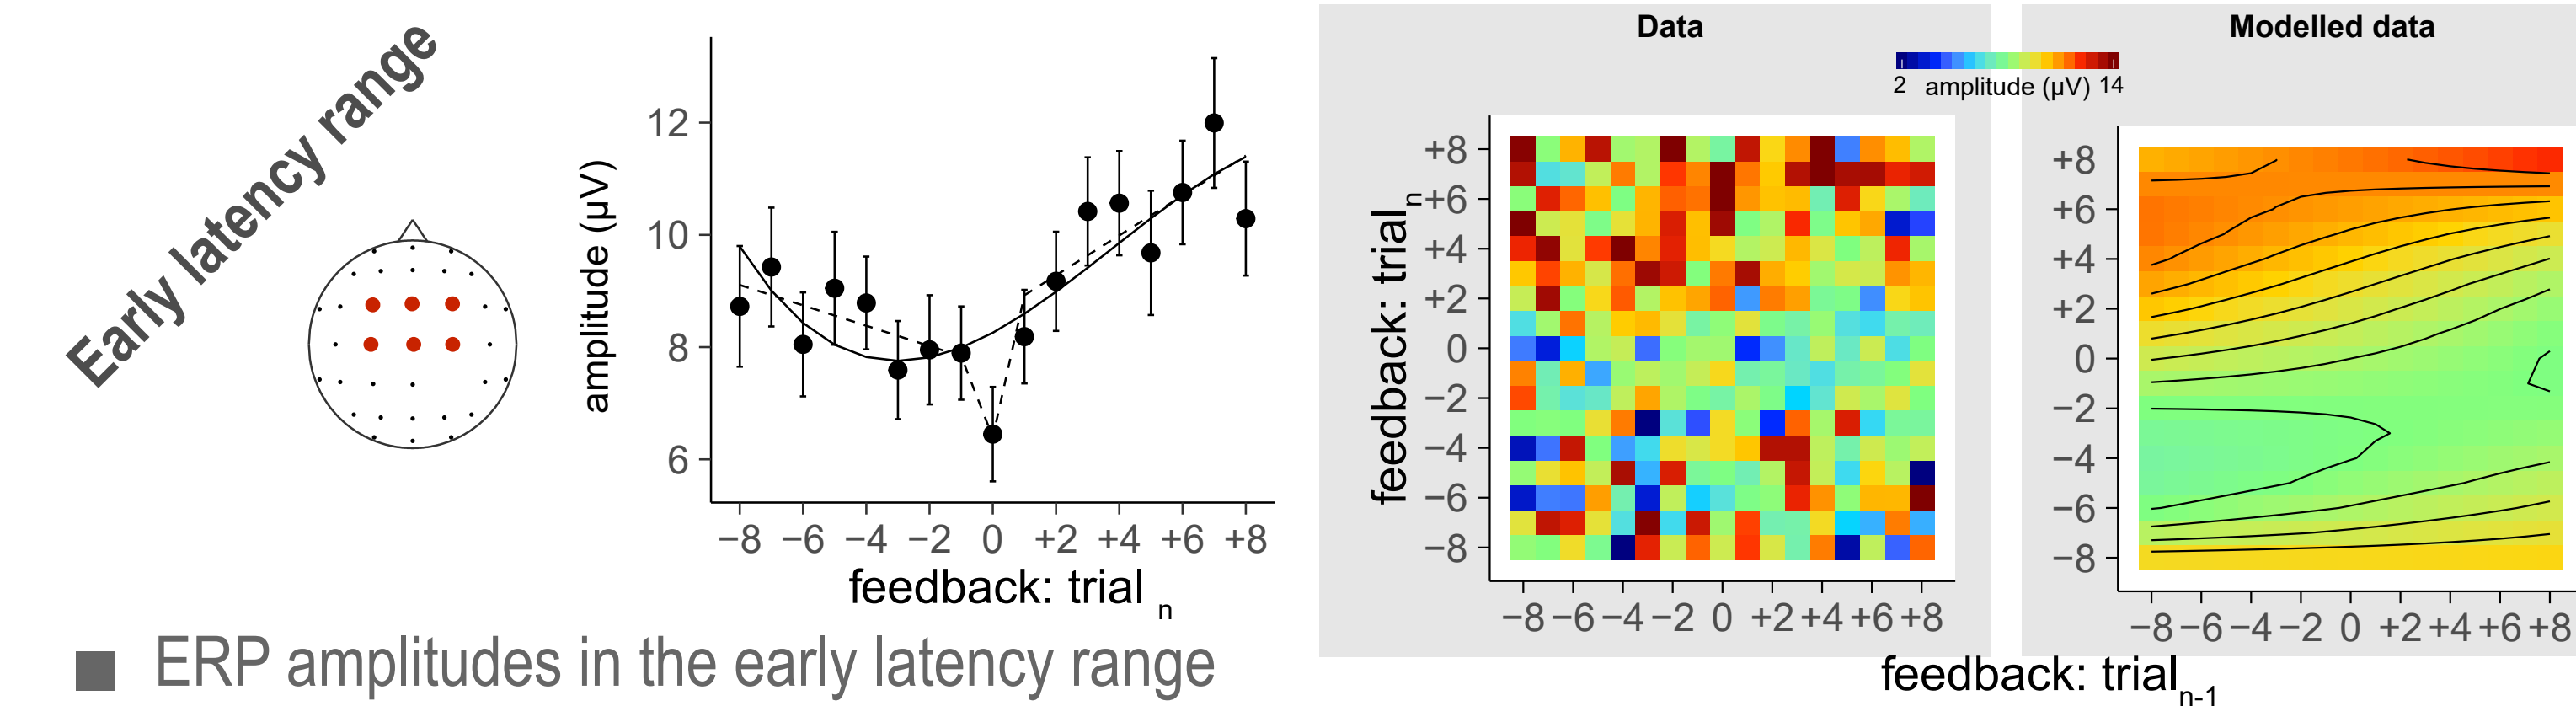 Early latency range
amplitude (μV)
12
10
8
6
−8 −6 −4 −2 0 +2 +4 +6 +8
feedback: trial n
Data
Modelled data
2 amplitude (μV) 14
feedback: trial n
+8
+6
+4
+2
0
−2
−4
−6
−8
−8 −6 −4 −2 0 +2 +4 +6 +8
+8
+6
+4
+2
0
−2
−4
−6
−8
−8 −6 −4 −2 0 +2 +4 +6 +8
feedback: trial n-1
ERP amplitudes in the early latency range